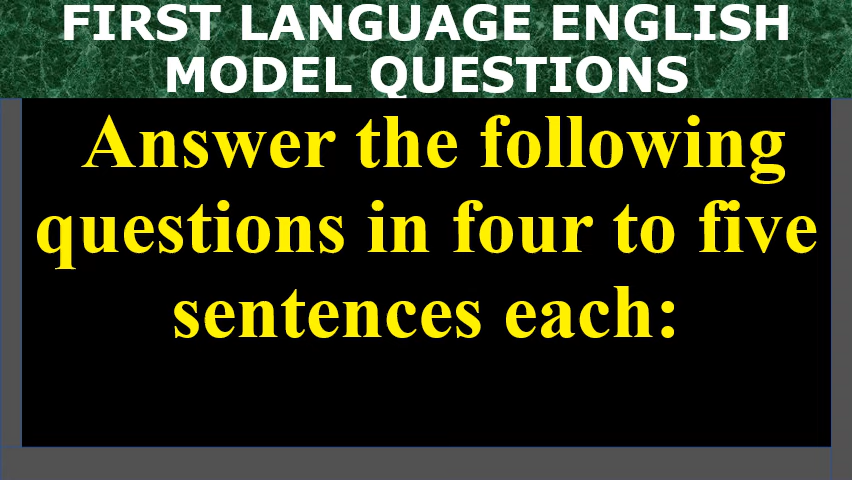 FIRST LANGUAGE ENGLISH
MODEL QUESTIONS
Answer the following
questions in four to five
sentences each: